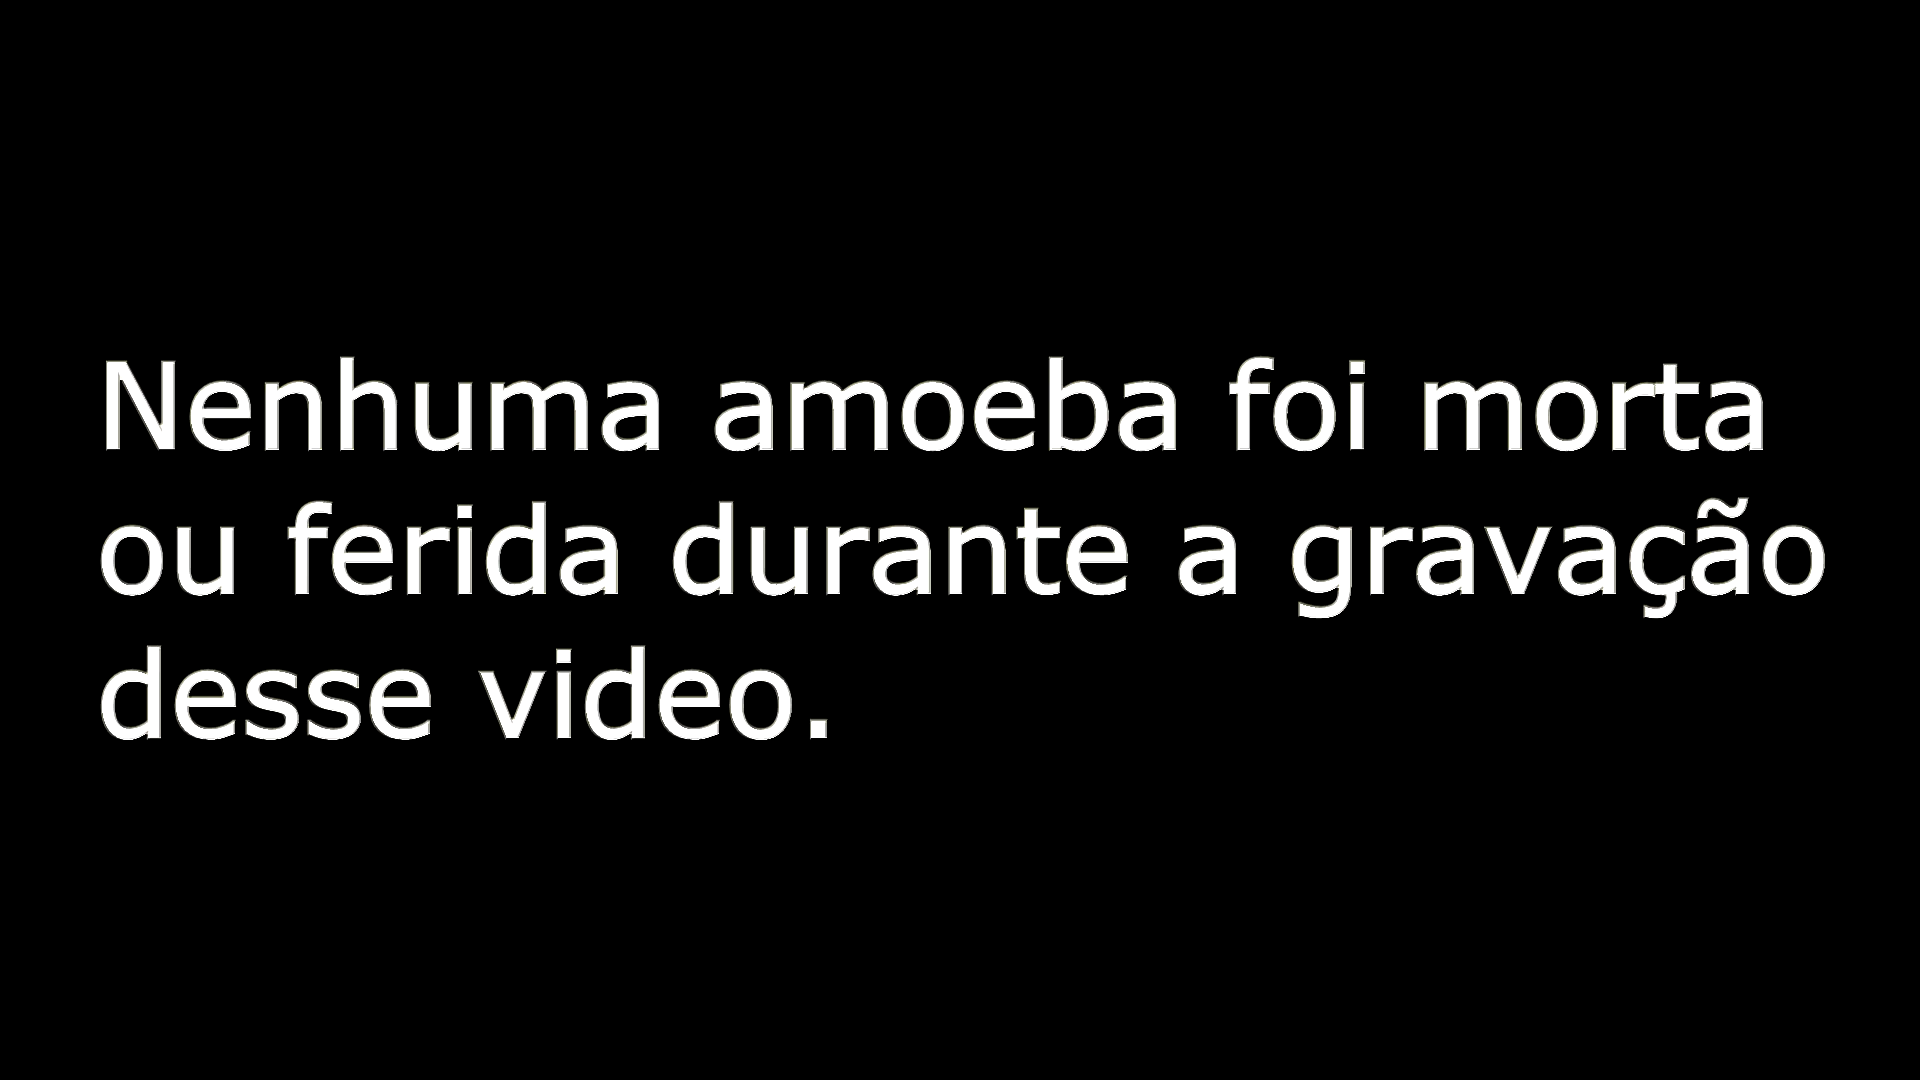 Nenhuma amoeba foi morta
ou ferida durante a gravação
desse video.